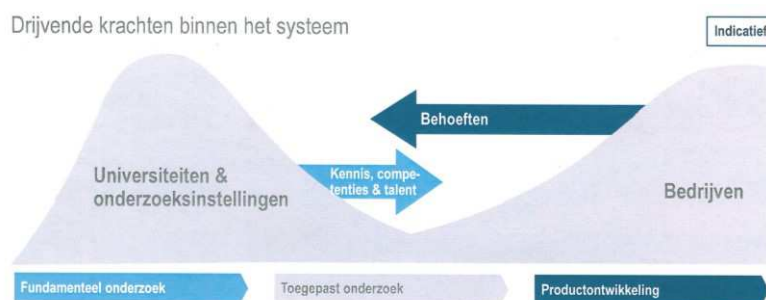 Drijvende krachten binnen het systeem
Indicatief
Behoeften
Kennis, compe-
tenties & talent
Universiteiten &
onderzoeksinstellingen
Bedrijven
Fundamenteel onderzoek
Toegepast onderzoek
Productontwikkeling